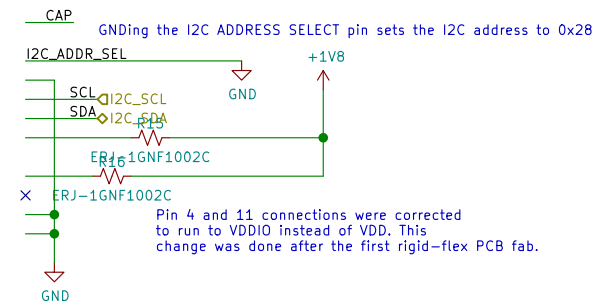 CAP
GNDing the I2C ADDRESS SELECT pin sets the I2C address to 0x28
I2C_ADDR_SEL
+1V8
GND
SCL
I2C_SCL
SDA
I2C_SDA
R15
ERJ-1GNF1002C
R16
ERJ-1GNF1002C
Pin 4 and 11 connections were corrected
to run to VDDIO instead of VDD. This
change was done after the first rigid-flex PCB fab.
GND